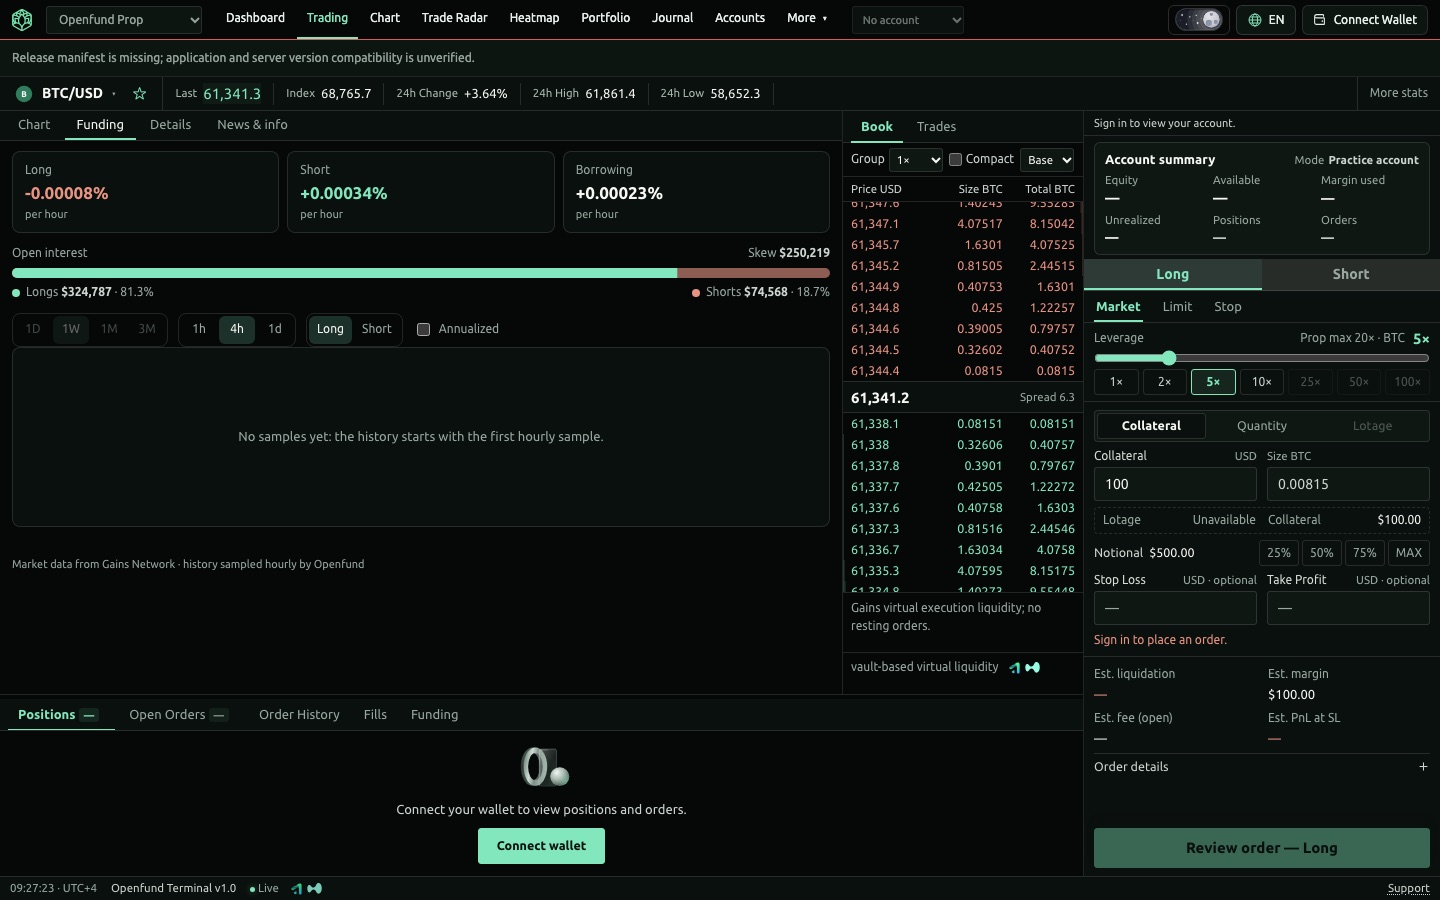 Openfund Prop
Dashboard Trading Chart Trade Radar Heatmap Portfolio Journal Accounts More
No account
EN
Connect Wallet
Release manifest is missing; application and server version compatibility is unverified.
B BTC/USD
Last 61,341.3
Index 68,765.7
24h Change +3.64%
24h High 61,861.4
24h Low 58,652.3
More stats
Chart Funding Details News & info
Long
-0.00008%
per hour
Short
+0.00034%
per hour
Borrowing
+0.00023%
per hour
Open interest Skew $250,219
Longs $324,787 · 81.3% Shorts $74,568 · 18.7%
1D 1W 1M 3M 1h 4h 1d Long Short Annualized
No samples yet: the history starts with the first hourly sample.
Market data from Gains Network · history sampled hourly by Openfund
Book Trades
Group 1× Compact Base
Price USD Size BTC Total BTC
61,347.6 1.40243 9.55285
61,347.1 4.07517 8.15042
61,345.7 1.6301 4.07525
61,345.2 0.81505 2.44515
61,344.9 0.40753 1.6301
61,344.8 0.425 1.22257
61,344.6 0.39005 0.79757
61,344.5 0.32602 0.40752
61,344.4 0.0815 0.0815
61,341.2 Spread 6.3
61,338.1 0.08151 0.08151
61,338 0.32606 0.40757
61,337.8 0.3901 0.79767
61,337.7 0.42505 1.22272
61,337.6 0.40758 1.6303
61,337.3 0.81516 2.44546
61,336.7 1.63034 4.0758
61,335.3 4.07595 8.15175
61,334.8 1.40273 9.55448
Gains virtual execution liquidity; no
resting orders.
vault-based virtual liquidity
Sign in to view your account.
Account summary Mode Practice account
Equity Available Margin used
— — —
Unrealized Positions Orders
— — —
Long Short
Market Limit Stop
Leverage Prop max 20× · BTC 5×
1× 2× 5× 10× 25× 50× 100×
Collateral Quantity Lotage
Collateral USD Size BTC
100 0.00815
Lotage Unavailable Collateral $100.00
Notional $500.00 25% 50% 75% MAX
Stop Loss USD · optional Take Profit USD · optional
— —
Sign in to place an order.
Est. liquidation Est. margin
— $100.00
Est. fee (open) Est. PnL at SL
— —
Order details +
Review order — Long
Positions — Open Orders — Order History Fills Funding
Connect your wallet to view positions and orders.
Connect wallet
09:27:23 · UTC+4 Openfund Terminal v1.0 Live
Support